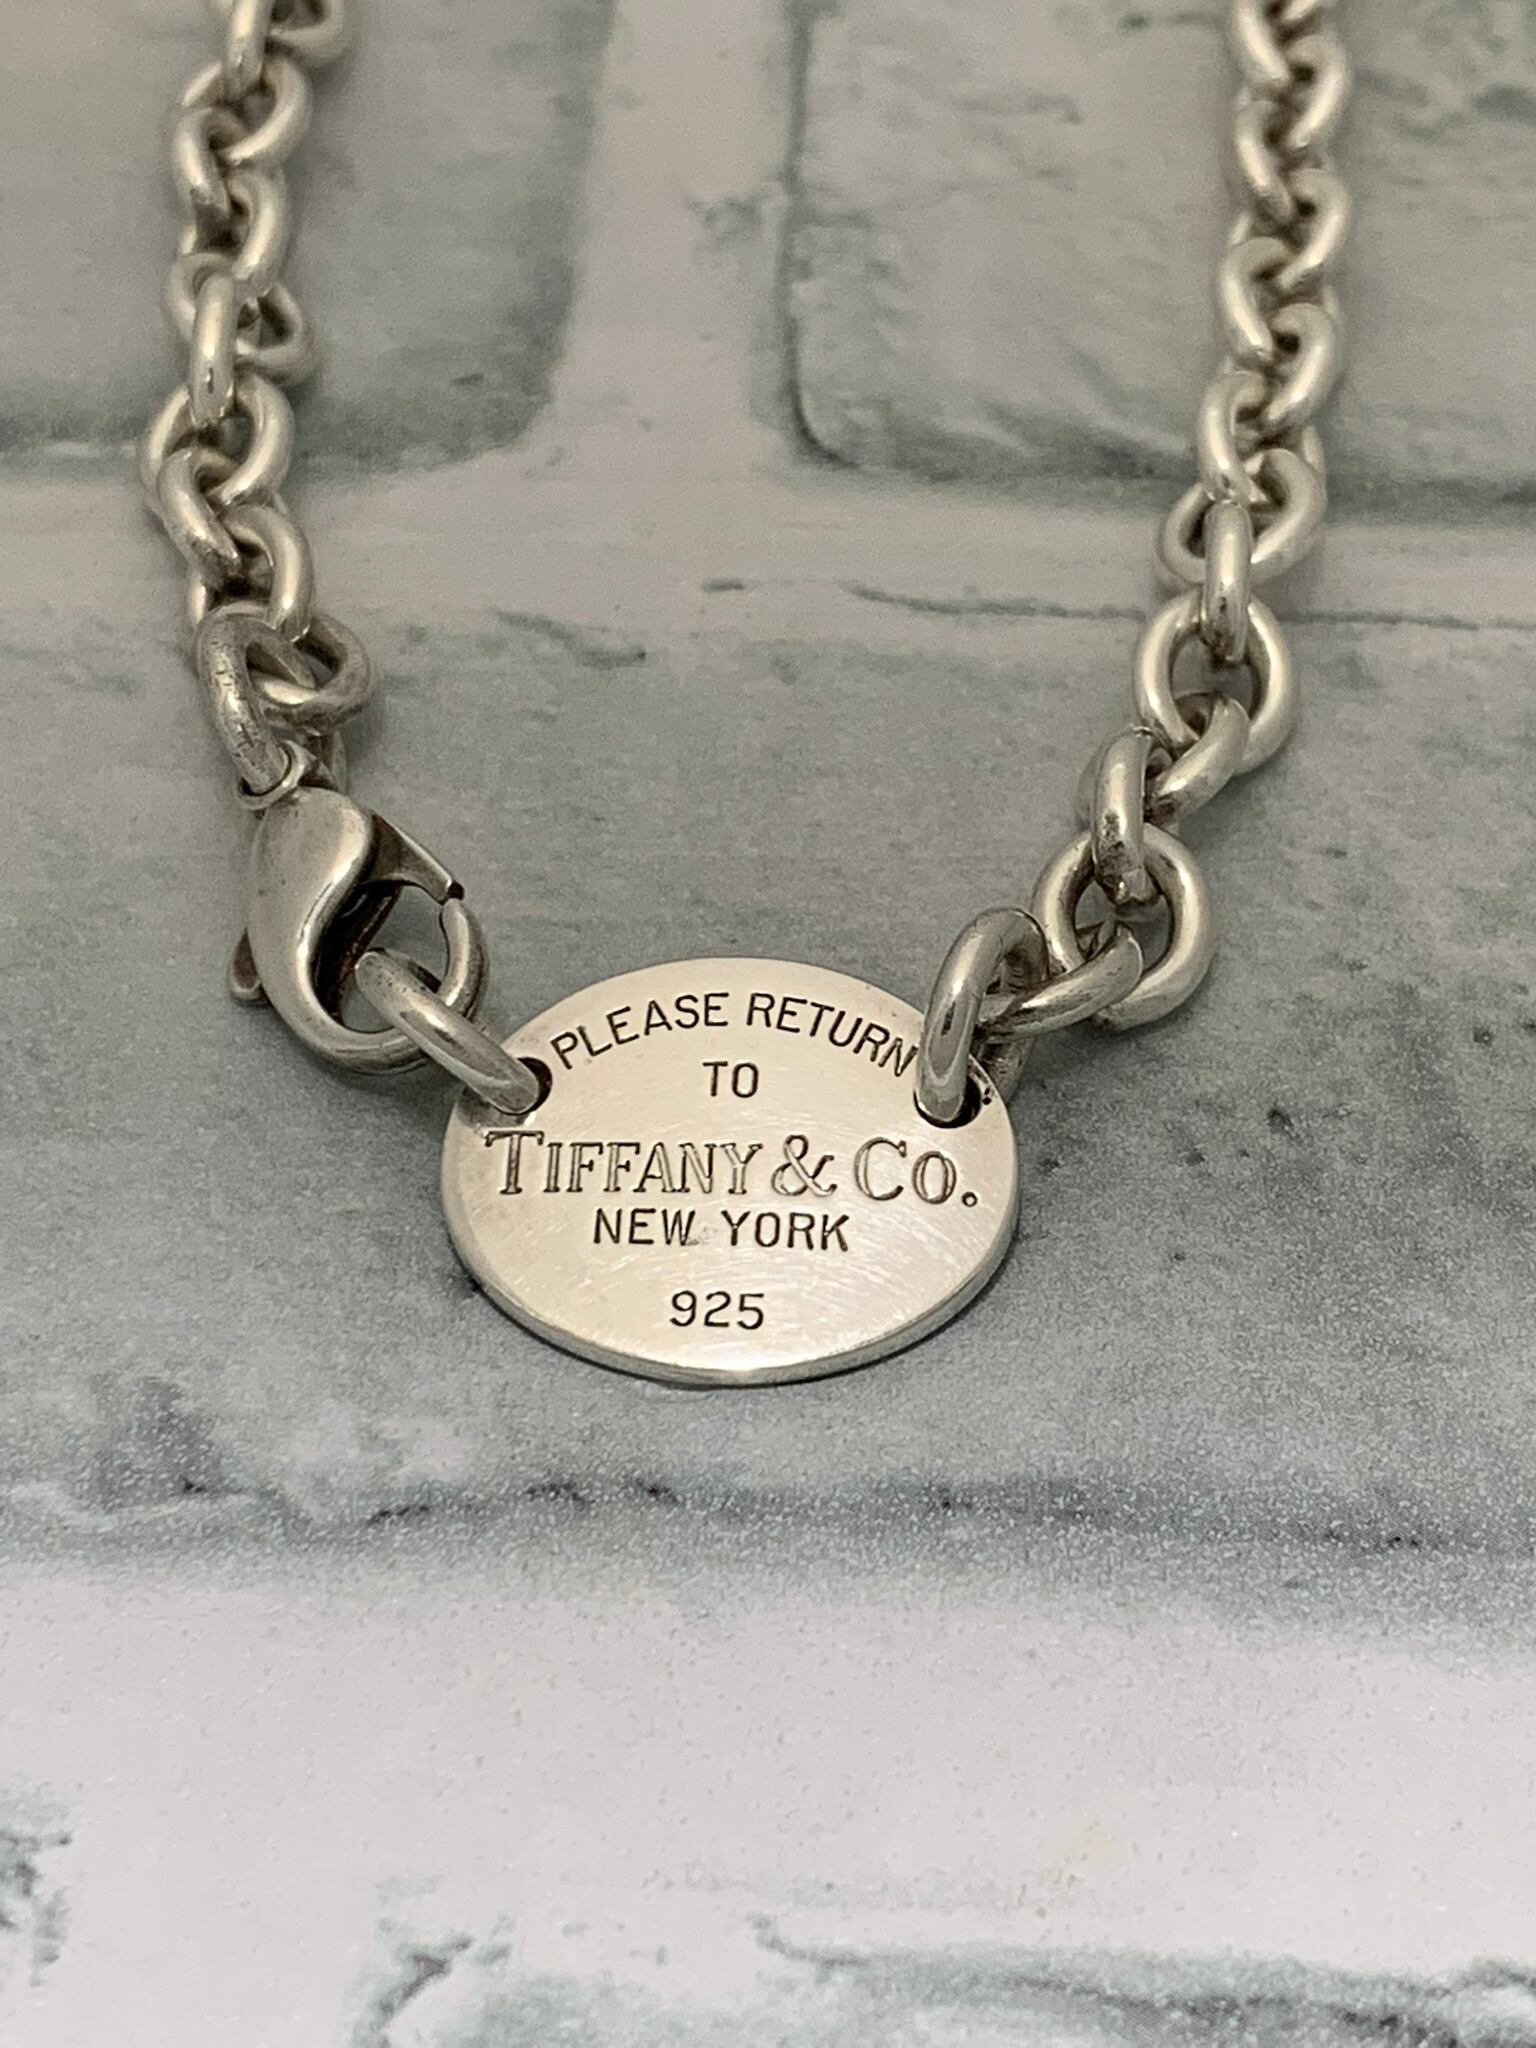 PLEASE RETURN
TO
TIFFANY & CO.
NEW YORK
925